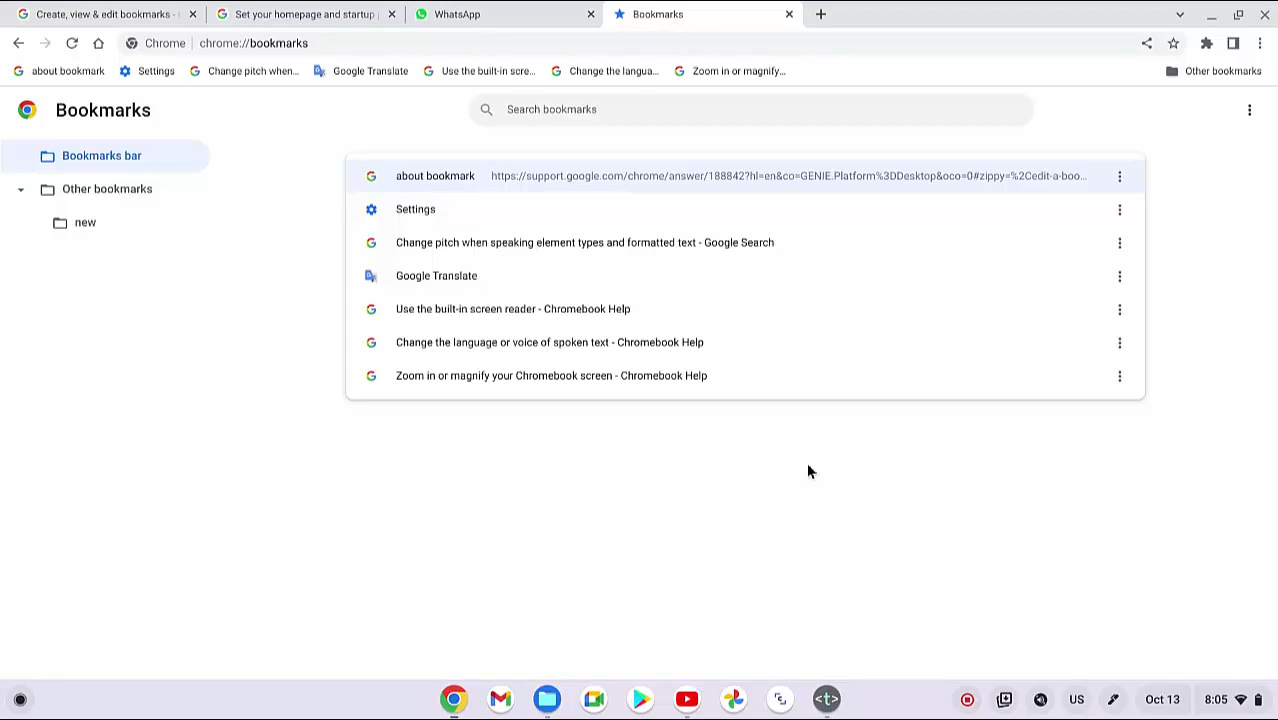 Create, view & edit bookmarks -
Set your homepage and startup
WhatsApp
Bookmarks
Chrome | chrome://bookmarks
about bookmark
Settings
Change pitch when...
Google Translate
Use the built-in scre...
Change the langua...
Zoom in or magnify...
Other bookmarks
Bookmarks
Search bookmarks
Bookmarks bar
Other bookmarks
new
about bookmark https://support.google.com/chrome/answer/188842?hl=en&co=GENIE.Platform%3DDesktop&oco=0#zippy=%2Cedit-a-boo...
Settings
Change pitch when speaking element types and formatted text - Google Search
Google Translate
Use the built-in screen reader - Chromebook Help
Change the language or voice of spoken text - Chromebook Help
Zoom in or magnify your Chromebook screen - Chromebook Help
<t>
US
Oct 13
8:05